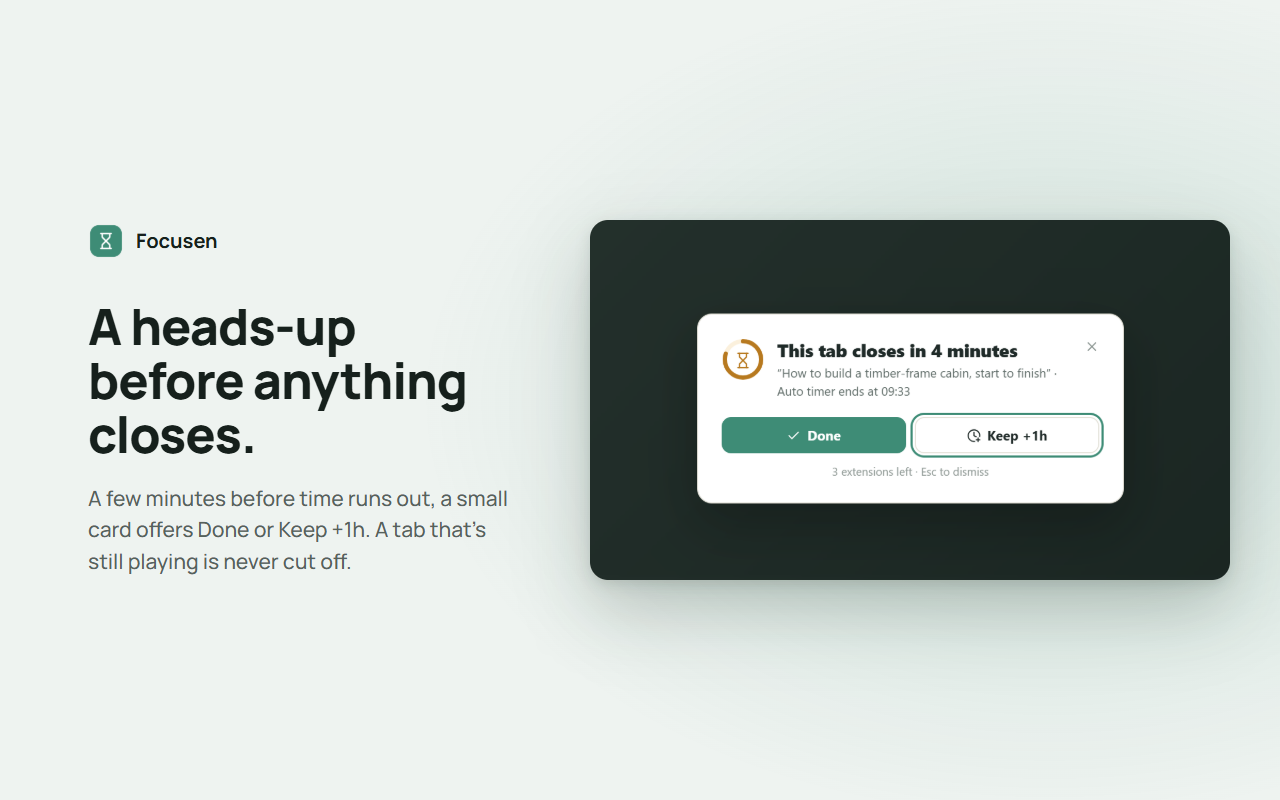 Focusen
A heads-up
before anything
closes.
A few minutes before time runs out, a small
card offers Done or Keep +1h. A tab that’s
still playing is never cut off.
This tab closes in 4 minutes
“How to build a timber-frame cabin, start to finish” ·
Auto timer ends at 09:33
Done
Keep +1h
3 extensions left · Esc to dismiss